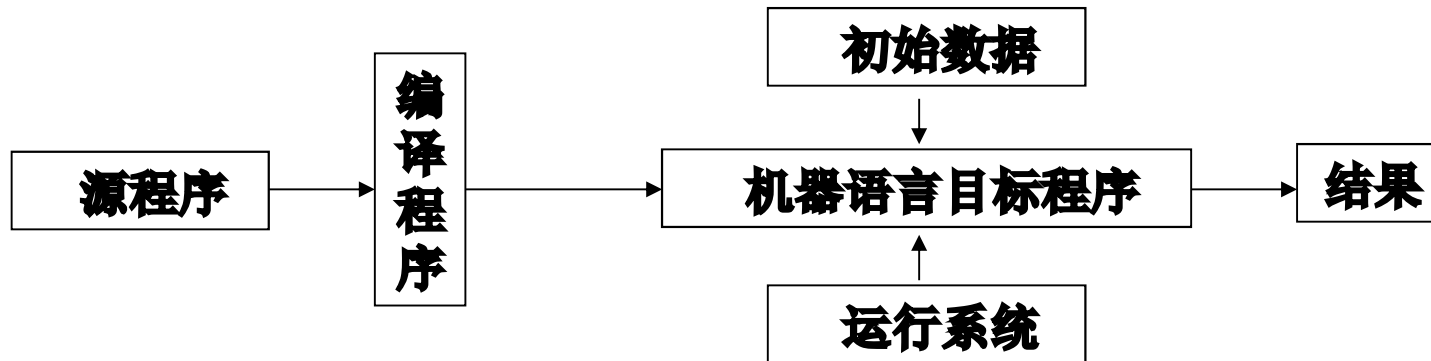 初始数据
编译程序
源程序
机器语言目标程序
结果
运行系统